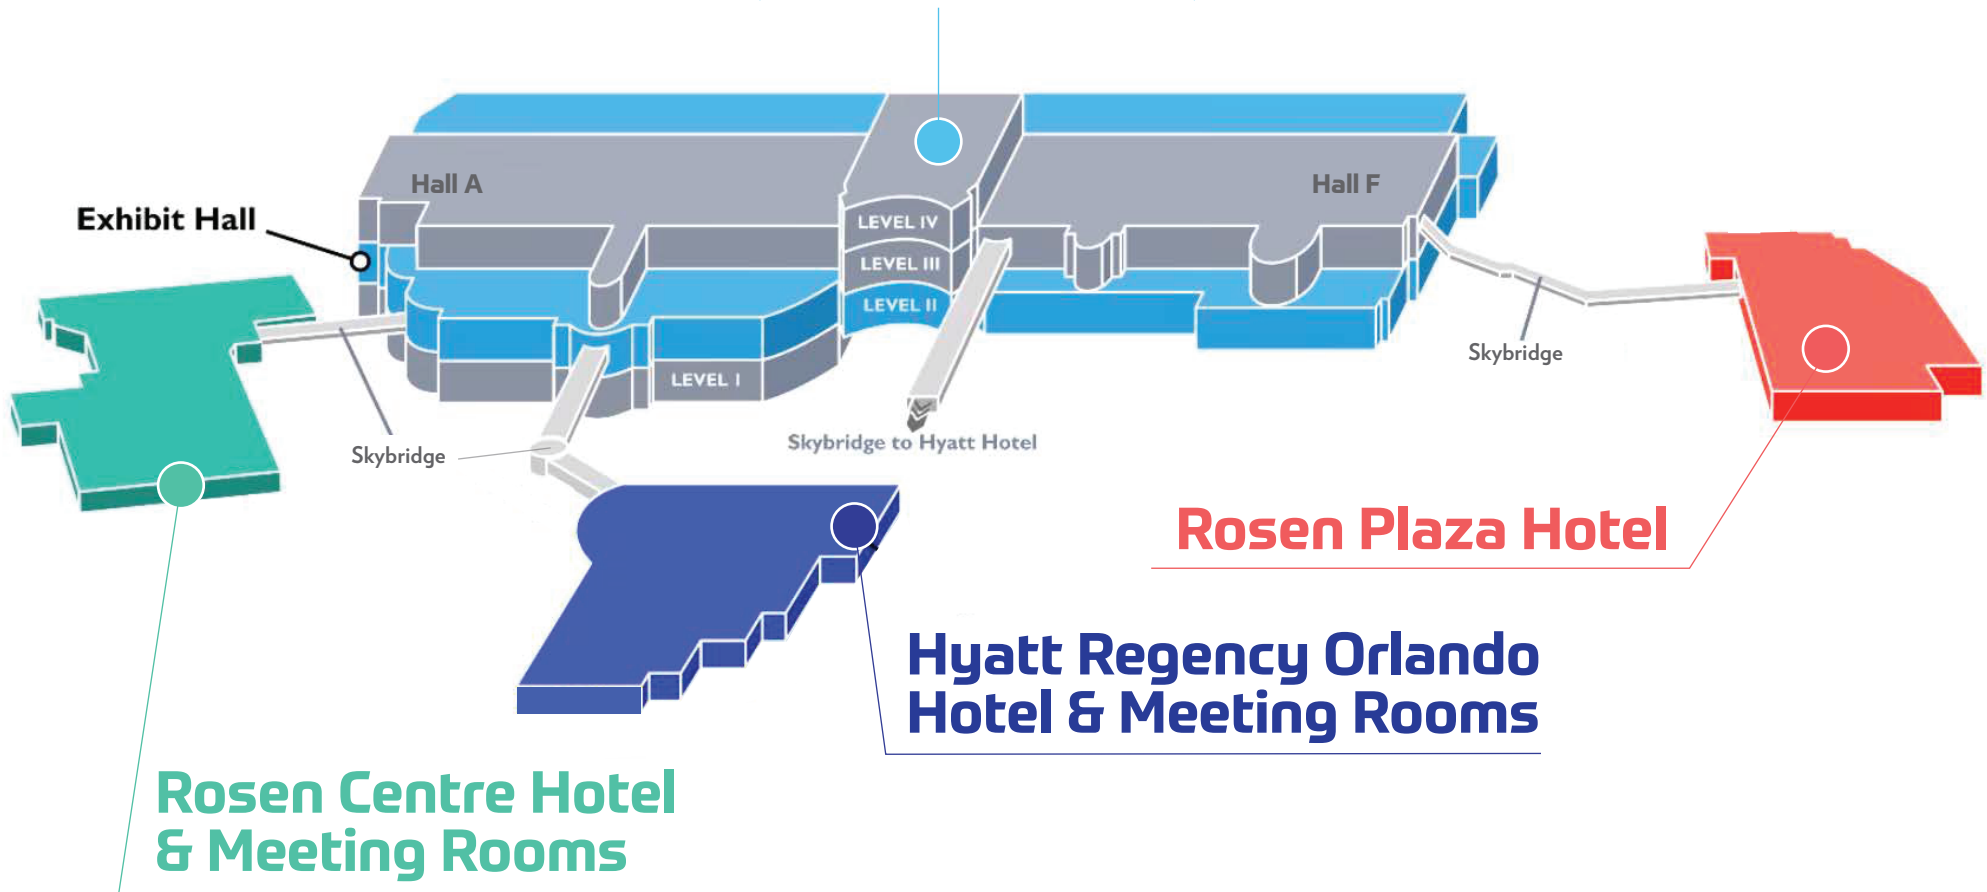 Hall A
Hall F
Exhibit Hall
LEVEL IV
LEVEL III
LEVEL II
LEVEL I
Skybridge
Skybridge
Skybridge to Hyatt Hotel
Rosen Plaza Hotel
Hyatt Regency Orlando
Hotel & Meeting Rooms
Rosen Centre Hotel
& Meeting Rooms